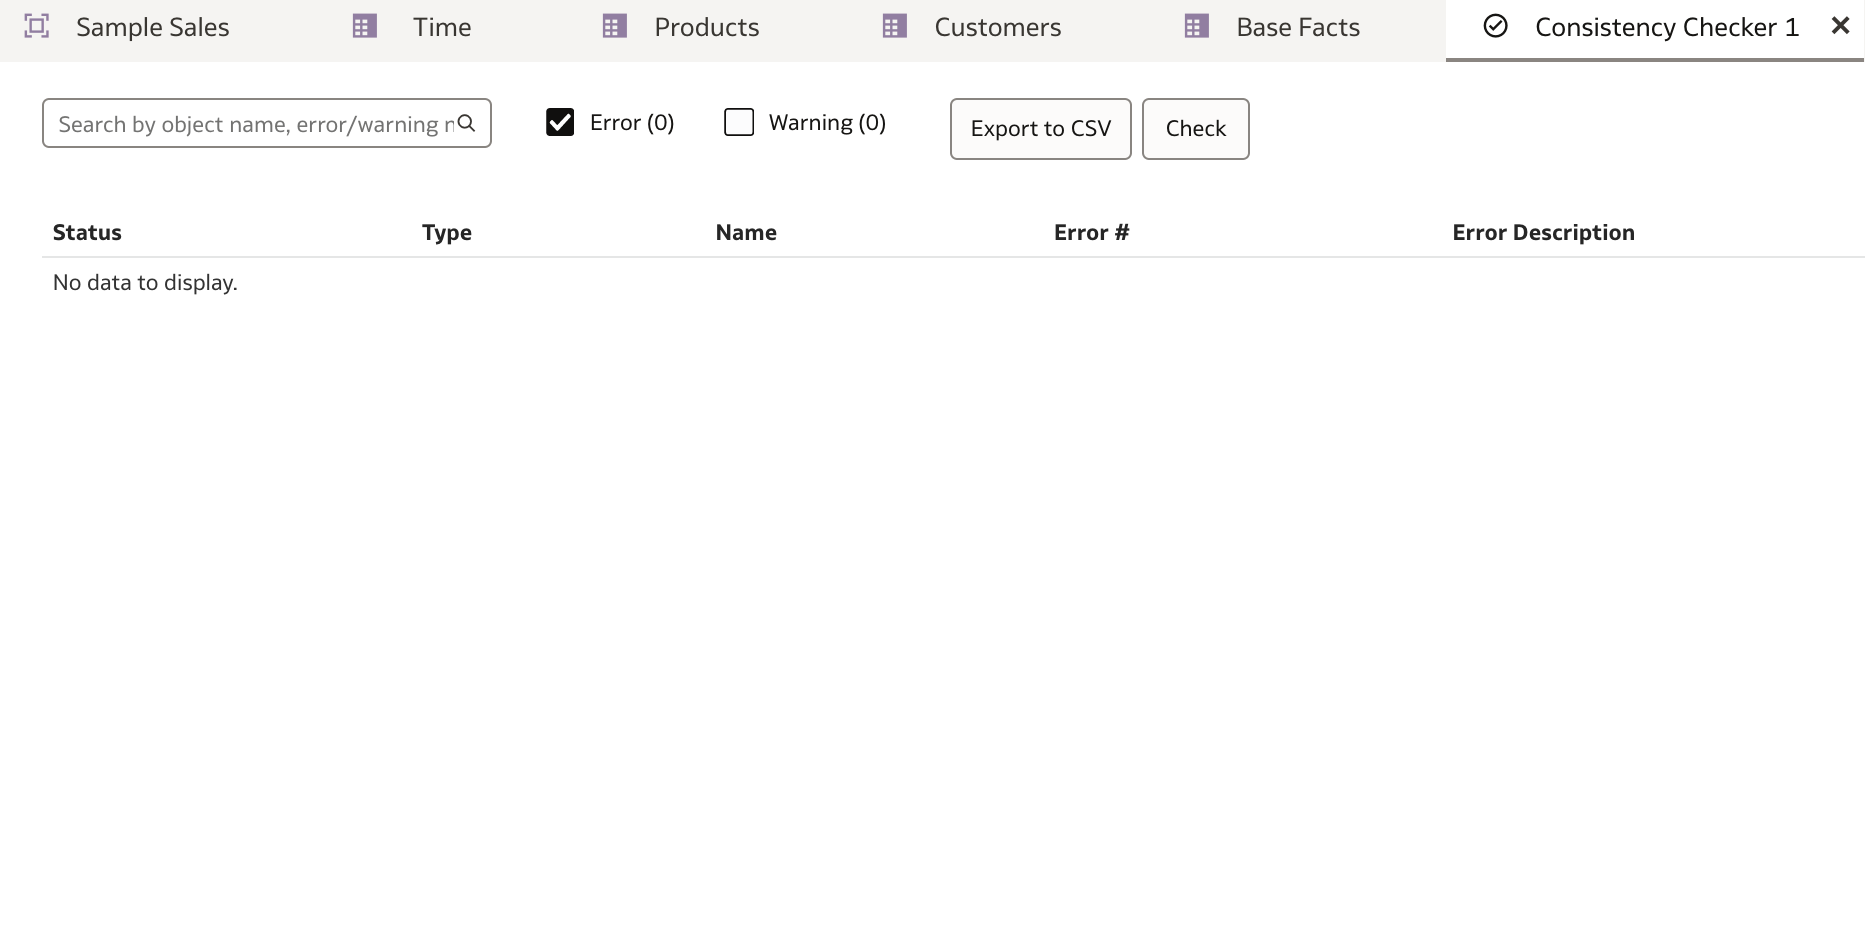 Sample Sales Time Products Customers Base Facts Consistency Checker 1
Search by object name, error/warning Error (0) Warning (0) Export to CSV Check
Status Type Name Error # Error Description
No data to display.